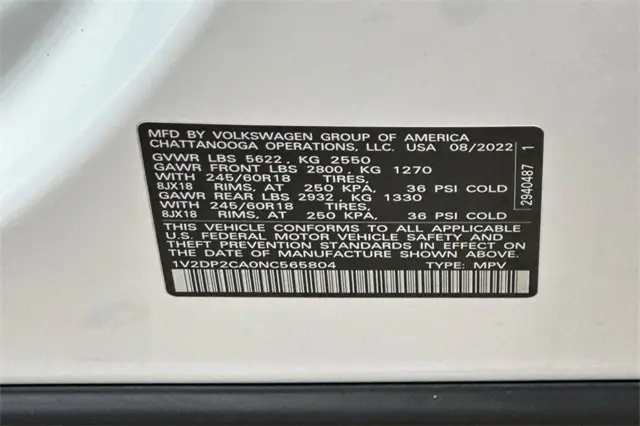 MFD BY VOLKSWAGEN GROUP OF AMERICA
CHATTANOOGA OPERATIONS, LLC. USA 08/2022
GVWR LBS 5622, KG 2550
GAWR FRONT LBS 2800, KG 1270
WITH 245/60R18 TIRES,
8JX18 RIMS, AT 250 KPA, 36 PSI COLD
GAWR REAR LBS 2932, KG 1330
WITH 245/60R18 TIRES,
8JX18 RIMS, AT 250 KPA, 36 PSI COLD
THIS VEHICLE CONFORMS TO ALL APPLICABLE
U.S. FEDERAL MOTOR VEHICLE SAFETY AND
THEFT PREVENTION STANDARDS IN EFFECT ON
THE DATE OF MANUFACTURE SHOWN ABOVE.
1V2DP2CA0NC565804 TYPE: MPV
2940487 1